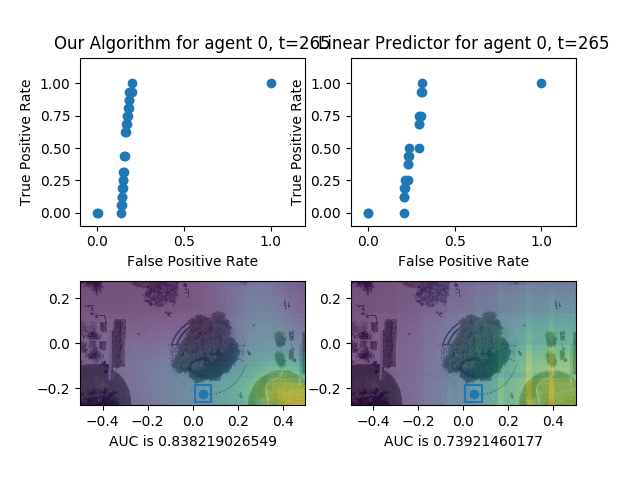 Our Algorithm for agent 0, t=265
Linear Predictor for agent 0, t=265
True Positive Rate
1.00
0.75
0.50
0.25
0.00
0.0 0.5 1.0
False Positive Rate
True Positive Rate
1.00
0.75
0.50
0.25
0.00
0.0 0.5 1.0
False Positive Rate
0.2
0.0
−0.2
−0.4 −0.2 0.0 0.2 0.4
AUC is 0.838219026549
0.2
0.0
−0.2
−0.4 −0.2 0.0 0.2 0.4
AUC is 0.73921460177